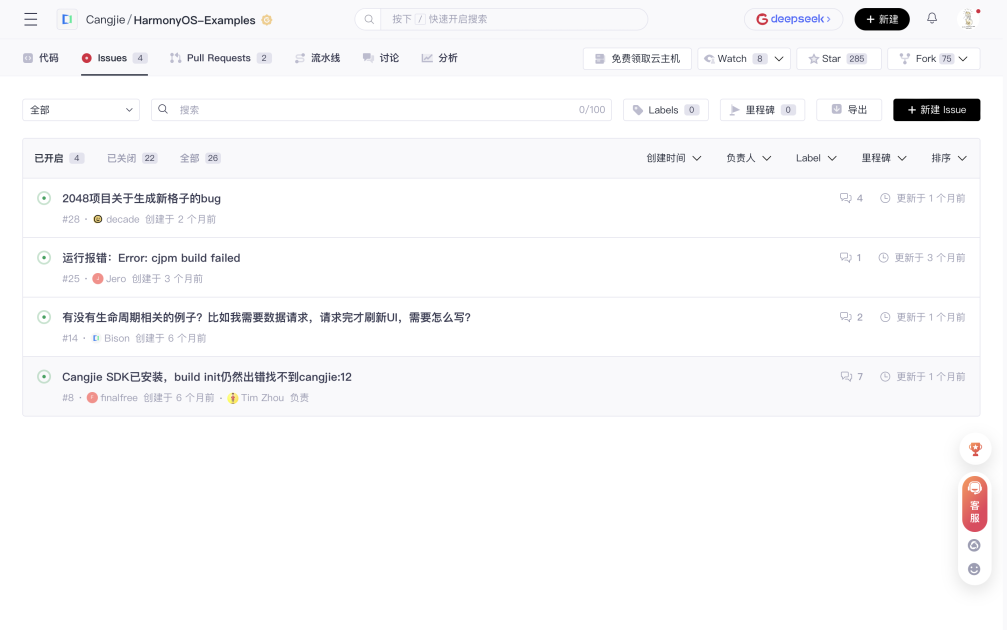 Cangjie / HarmonyOS-Examples
按下 / 快速开启搜索
deepseek
+ 新建
代码
Issues 4
Pull Requests 2
流水线
讨论
分析
免费领取云主机
Watch 8
Star 285
Fork 75
全部
搜索
0/100
Labels 0
里程碑 0
导出
+ 新建 Issue
已开启 4
已关闭 22
全部 26
创建时间
负责人
Label
里程碑
排序
2048项目关于生成新格子的bug
4
更新于 1 个月前
#28 · decade 创建于 2 个月前
运行报错：Error: cjpm build failed
1
更新于 3 个月前
#25 · Jero 创建于 3 个月前
有没有生命周期相关的例子？比如我需要数据请求，请求完才刷新UI，需要怎么写?
2
更新于 1 个月前
#14 · Bison 创建于 6 个月前
Cangjie SDK已安装，build init仍然出错找不到cangjie:12
7
更新于 1 个月前
#8 · finalfree 创建于 6 个月前 · Tim Zhou 负责
客
服